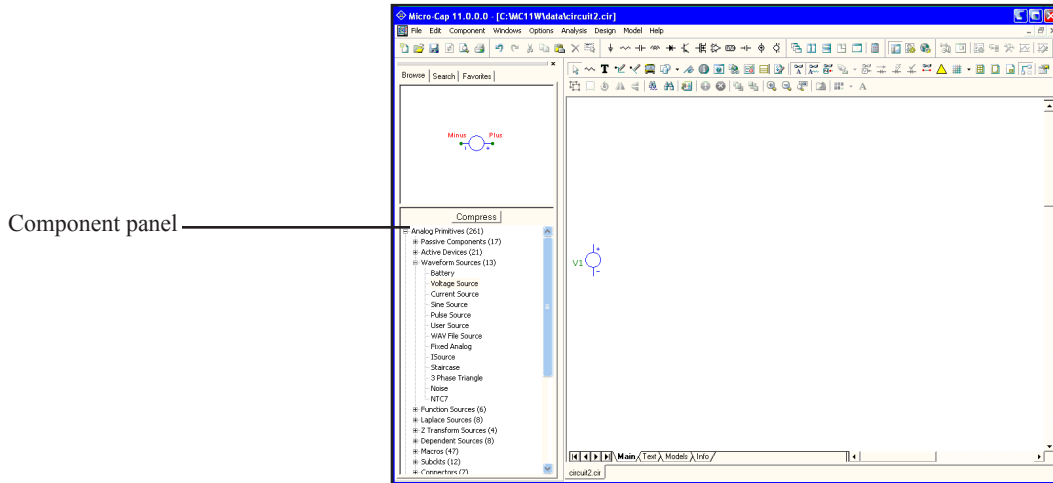 Micro-Cap 11.0.0.0 - [C:\MC11W\data\circuit2.cir]
File Edit Component Windows Options Analysis Design Model Help
Browse Search Favorites
Minus Plus
Component panel
Compress
Analog Primitives (261)
Passive Components (17)
Active Devices (21)
Waveform Sources (13)
Battery
Voltage Source
Current Source
Sine Source
Pulse Source
User Source
WAV File Source
Fixed Analog
ISource
Staircase
3 Phase Triangle
Noise
NTC7
Function Sources (6)
Laplace Sources (8)
Z Transform Sources (4)
Dependent Sources (8)
Macros (47)
Subckts (12)
Connectors (7)
V1
Main Text Models Info
circuit2.cir